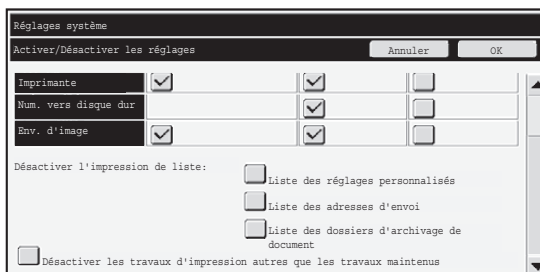 Réglages système
Activer/Désactiver les réglages Annuler OK
Imprimante
Num. vers disque dur
Env. d'image
Désactiver l'impression de liste:
Liste des réglages personnalisés
Liste des adresses d'envoi
Liste des dossiers d'archivage de
document
Désactiver les travaux d'impression autres que les travaux maintenus